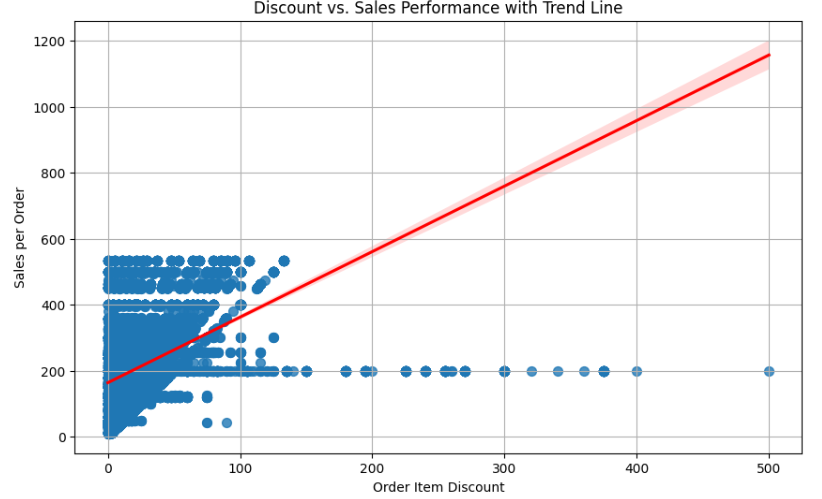 Discount vs. Sales Performance with Trend Line
1200
1000
800
600
400
200
0
Sales per Order
0 100 200 300 400 500
Order Item Discount